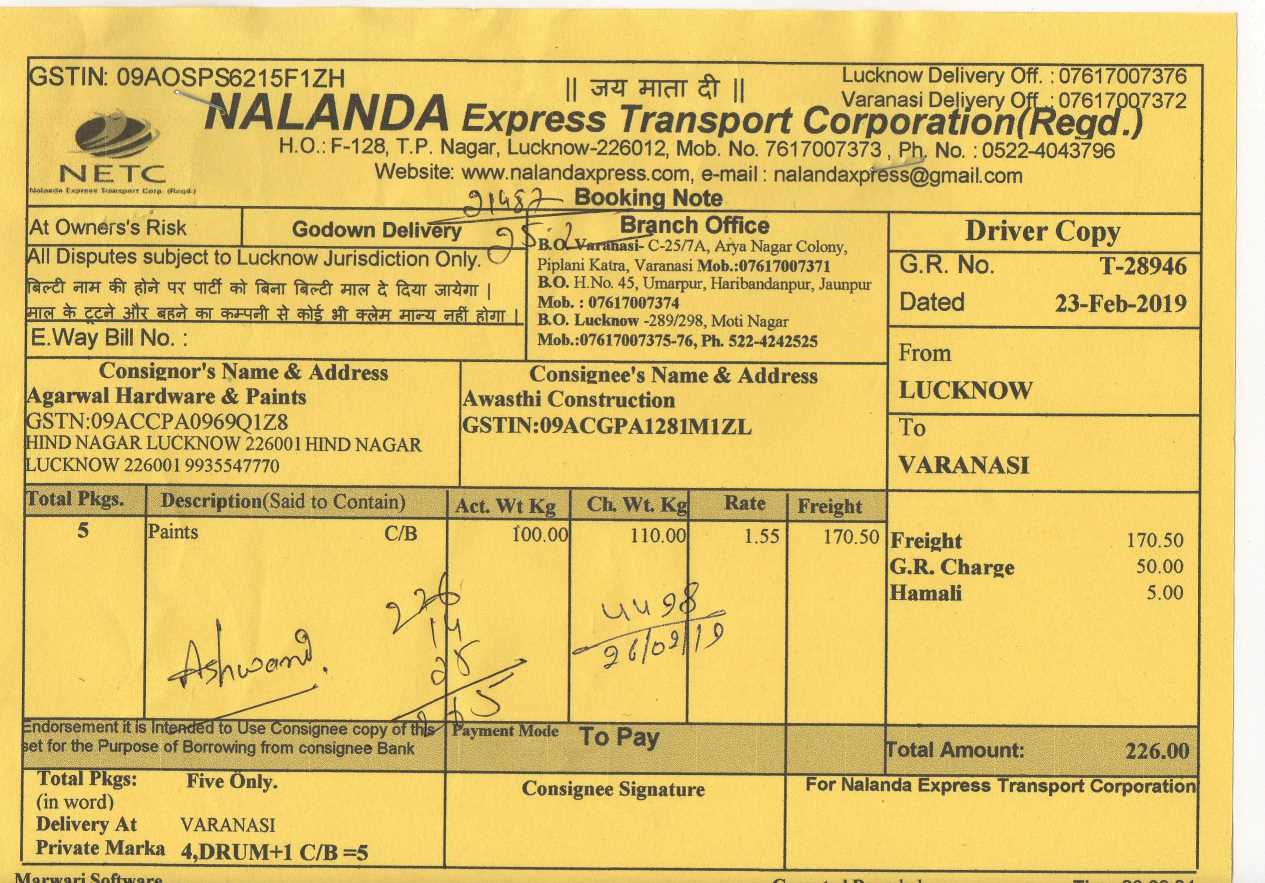 GSTIN: 09AOSPS6215F1ZH
|| जय माता दी ||
Lucknow Delivery Off. : 07617007376
Varanasi Delivery Off. : 07617007372
NALANDA Express Transport Corporation(Regd.)
NETC
Nalanda Express Transport Corp. (Regd.)
H.O.: F-128, T.P. Nagar, Lucknow-226012, Mob. No. 7617007373 , Ph. No. : 0522-4043796
Website: www.nalandaxpress.com, e-mail : nalandaxpress@gmail.com
Booking Note
21487
At Owners's Risk
Godown Delivery
All Disputes subject to Lucknow Jurisdiction Only.
बिल्टी नाम की होने पर पार्टी को बिना बिल्टी माल दे दिया जायेगा |
माल के टूटने और बहने का कम्पनी से कोई भी क्लेम मान्य नहीं होगा |
E.Way Bill No. :
Branch Office
B.O. Varanasi- C-25/7A, Arya Nagar Colony,
Piplani Katra, Varanasi Mob.:07617007371
B.O. H.No. 45, Umarpur, Haribandanpur, Jaunpur
Mob. : 07617007374
B.O. Lucknow -289/298, Moti Nagar
Mob.:07617007375-76, Ph. 522-4242525
Driver Copy
G.R. No. T-28946
Dated 23-Feb-2019
From
LUCKNOW
To
VARANASI
Consignor's Name & Address
Agarwal Hardware & Paints
GSTN:09ACCPA0969Q1Z8
HIND NAGAR LUCKNOW 226001 HIND NAGAR
LUCKNOW 226001 9935547770
Consignee's Name & Address
Awasthi Construction
GSTIN:09ACGPA1281M1ZL
Total Pkgs. Description(Said to Contain) Act. Wt Kg Ch. Wt. Kg Rate Freight
5 Paints C/B 100.00 110.00 1.55 170.50
Freight 170.50
G.R. Charge 50.00
Hamali 5.00
226
14
25
265
Ashwani
4498
26/02/19
Endorsement it is Intended to Use Consignee copy of this
set for the Purpose of Borrowing from consignee Bank
Payment Mode To Pay
Total Amount: 226.00
Total Pkgs: Five Only.
(in word)
Delivery At VARANASI
Private Marka 4,DRUM+1 C/B =5
Consignee Signature
For Nalanda Express Transport Corporation
Marwari Software